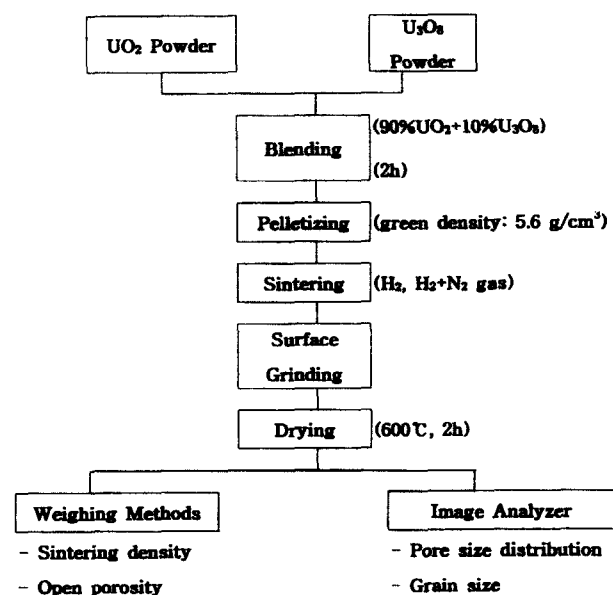 UO₂ Powder
U₃O₈
Powder
Blending
(90%UO₂+10%U₃O₈)
(2h)
Pelletizing (green density: 5.6 g/cm³)
Sintering (H₂, H₂+N₂ gas)
Surface
Grinding
Drying (600℃, 2h)
Weighing Methods
- Sintering density
- Open porosity
Image Analyzer
- Pore size distribution
- Grain size